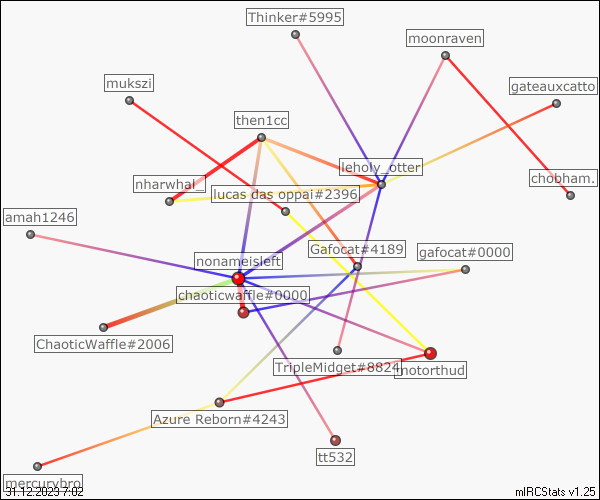 Thinker#5995
moonraven
mukszi
gateauxcatto
then1cc
leholy_otter
nharwhal_
lucas das oppai#2396
chobham.
amah1246
Gafocat#4189
gafocat#0000
nonameisleft
chaoticwaffle#0000
ChaoticWaffle#2006
TripleMidget#8824
motorthud
Azure Reborn#4243
tt532
mercurybro
31.12.2023 7:02
mIRCStats v1.25